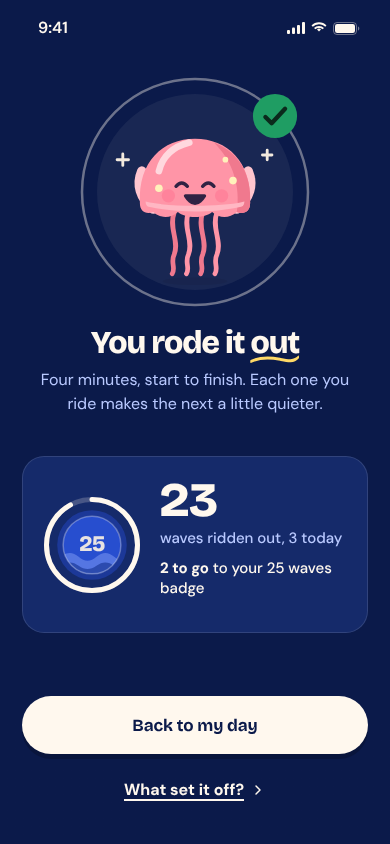 9:41
You rode it out
Four minutes, start to finish. Each one you
ride makes the next a little quieter.
25
23
waves ridden out, 3 today
2 to go to your 25 waves
badge
Back to my day
What set it off?